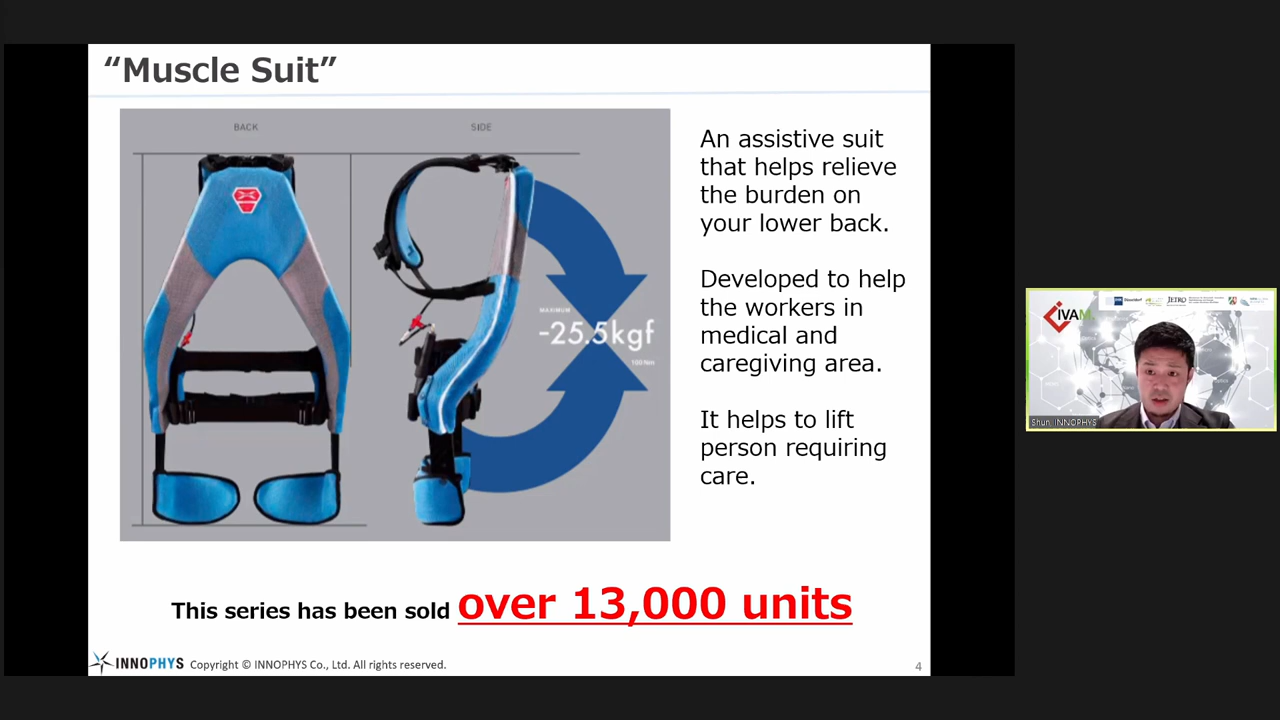 “Muscle Suit”
BACK
SIDE
MAXIMUM
-25.5kgf
100Nm
An assistive suit
that helps relieve
the burden on
your lower back.
Developed to help
the workers in
medical and
caregiving area.
It helps to lift
person requiring
care.
This series has been sold over 13,000 units
INNOPHYS Copyright © INNOPHYS Co., Ltd. All rights reserved.
4
IVAM
Düsseldorf
JETRO
Shun, INNOPHYS